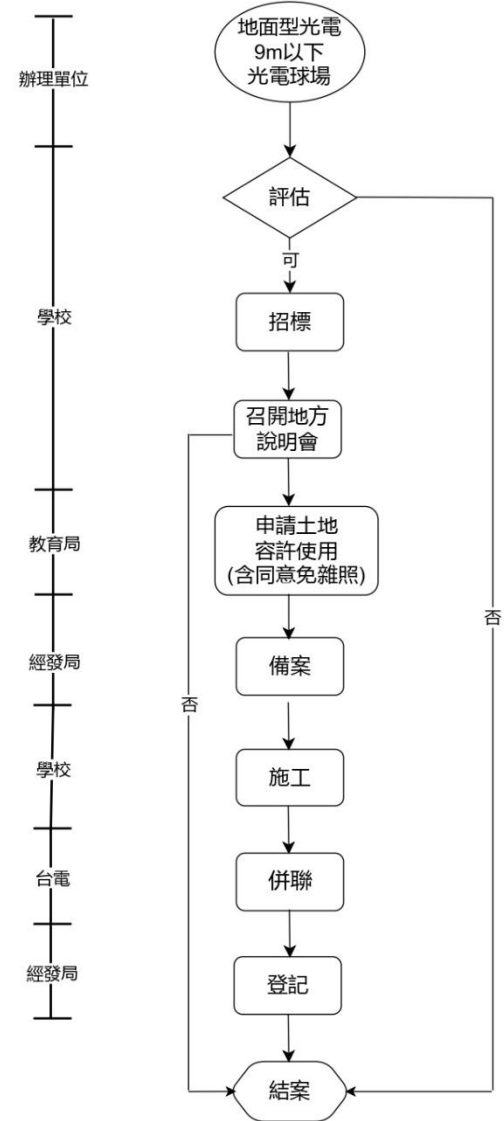 地面型光電
9m以下
光電球場
辦理單位
評估
可
招標
學校
召開地方
說明會
申請土地
容許使用
(含同意免雜照)
教育局
否
備案
經發局
否
施工
學校
併聯
台電
登記
經發局
結案